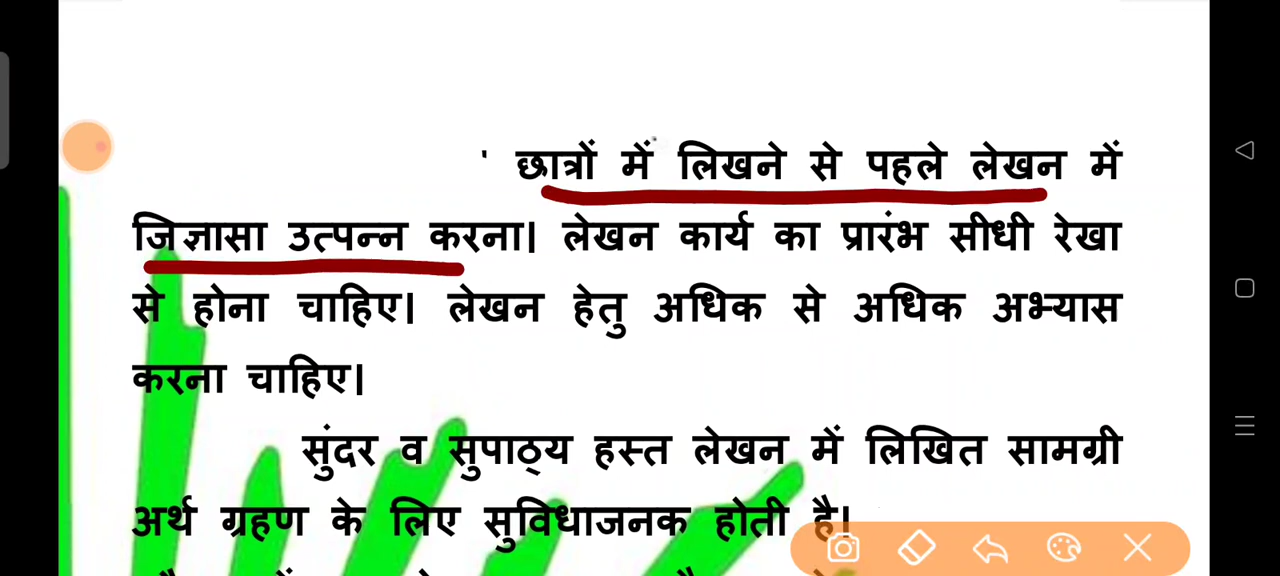 ' छात्रों में लिखने से पहले लेखन में
जिज्ञासा उत्पन्न करना। लेखन कार्य का प्रारंभ सीधी रेखा
से होना चाहिए। लेखन हेतु अधिक से अधिक अभ्यास
करना चाहिए।
सुंदर व सुपाठ्य हस्त लेखन में लिखित सामग्री
अर्थ ग्रहण के लिए सुविधाजनक होती है।